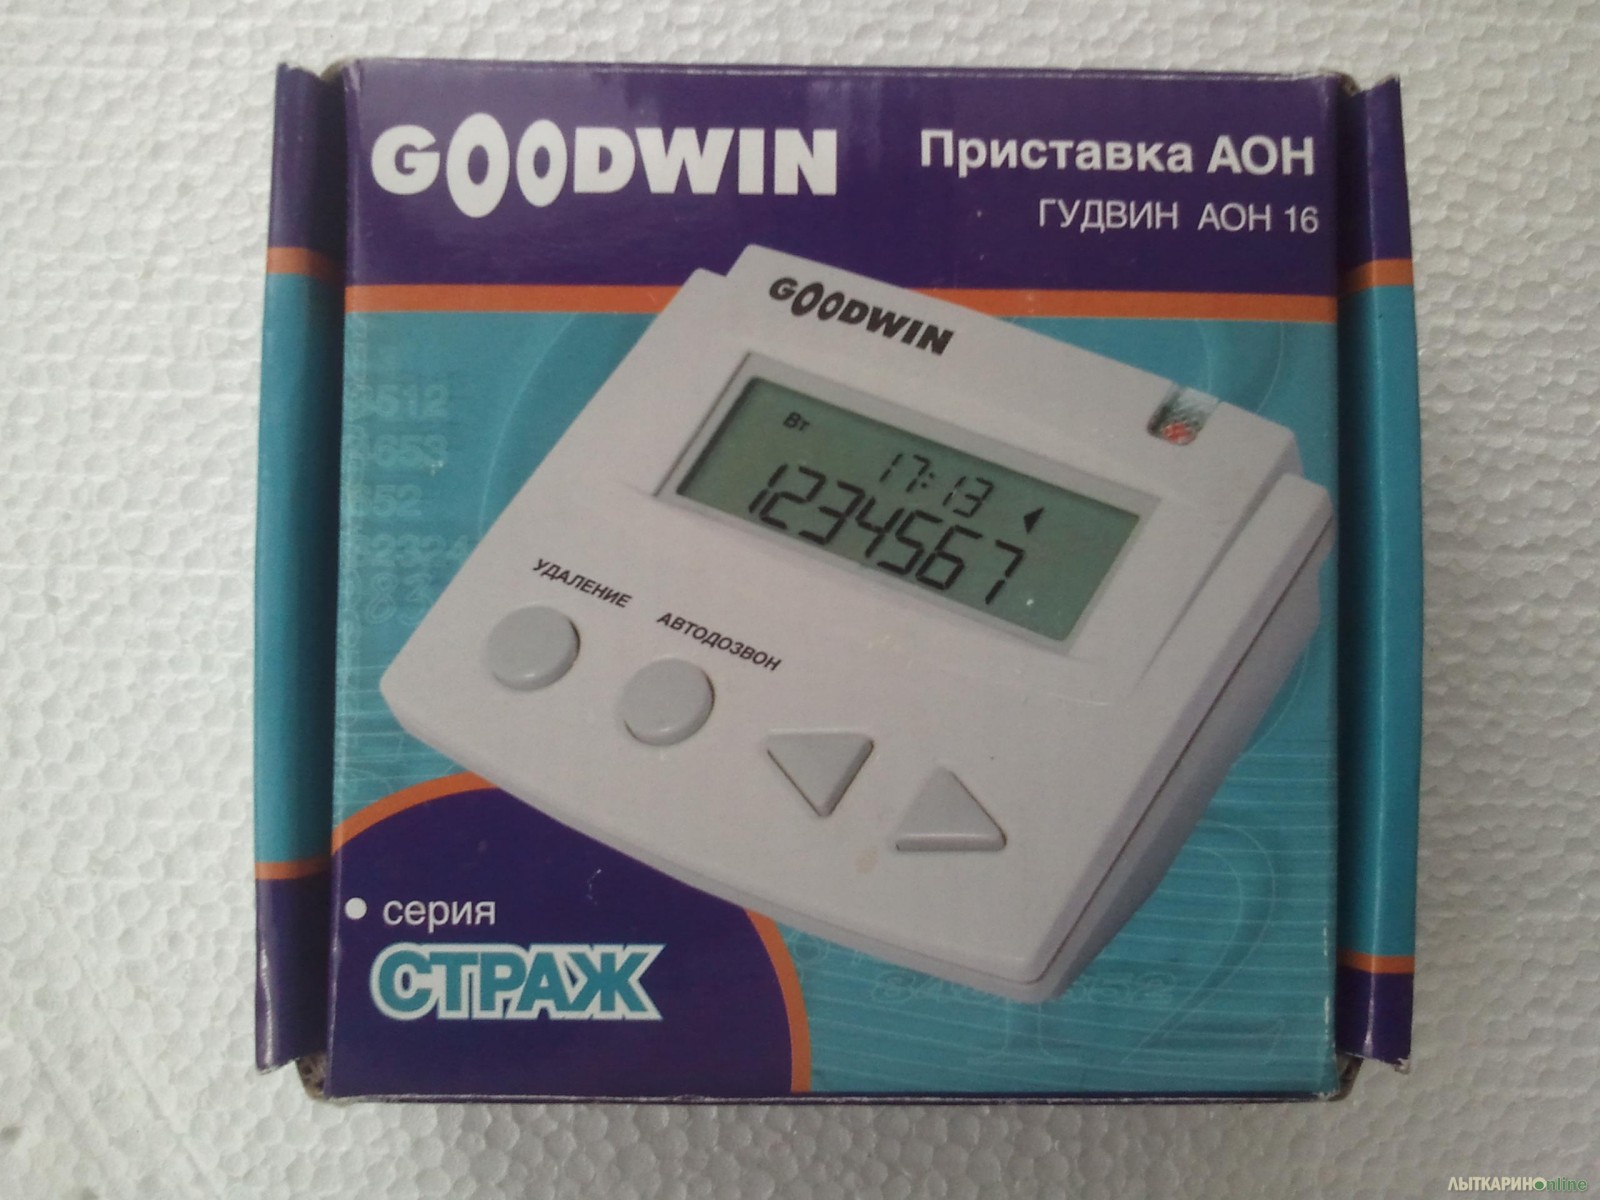 GOODWIN
Приставка АОН
ГУДВИН АОН 16
GOODWIN
Вт
17:13
1234567
УДАЛЕНИЕ
АВТОДОЗВОН
• серия
СТРАЖ
ЛЫТКАРИНОonline